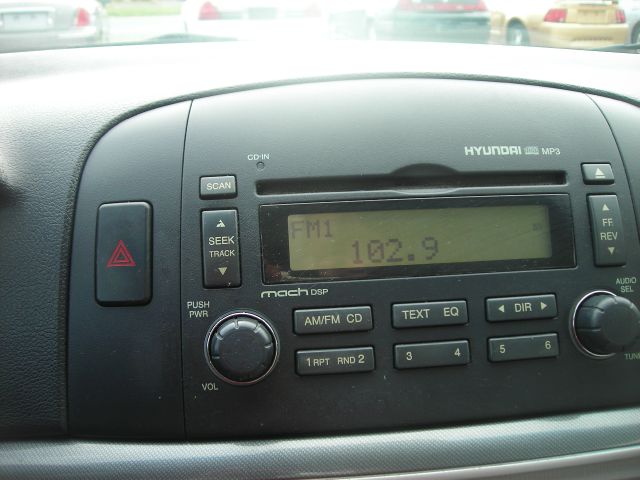 CD-IN
HYUNDAI MP3
SCAN
SEEK
TRACK
FM1
102.9
FF
REV
mach DSP
PUSH
PWR
AM/FM CD
TEXT EQ
DIR
AUDIO
SEL
1 RPT RND 2
3 4
5 6
VOL
TUNE